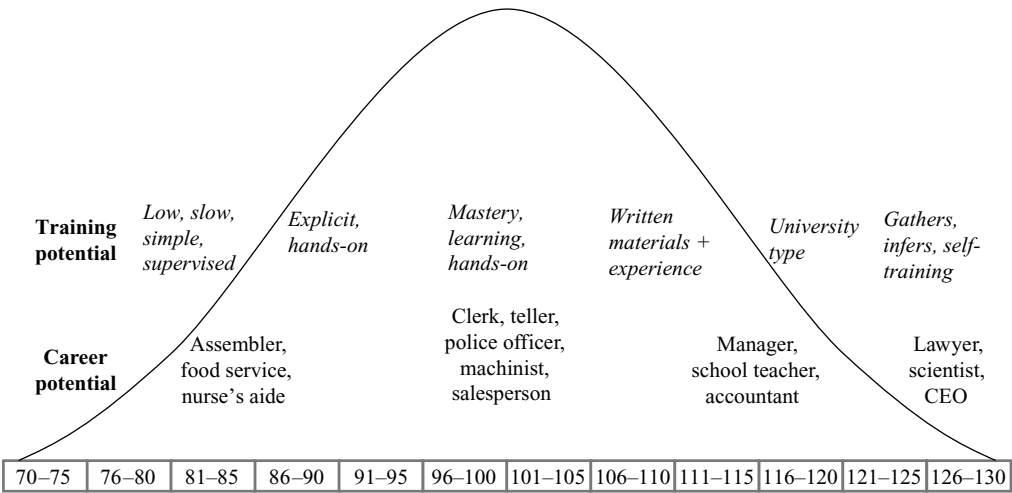 Training
potential
Low, slow,
simple,
supervised
Explicit,
hands-on
Mastery,
learning,
hands-on
Written
materials +
experience
University
type
Gathers,
infers, self-
training
Career
potential
Assembler,
food service,
nurse's aide
Clerk, teller,
police officer,
machinist,
salesperson
Manager,
school teacher,
accountant
Lawyer,
scientist,
CEO
70–75 76–80 81–85 86–90 91–95 96–100 101–105 106–110 111–115 116–120 121–125 126–130